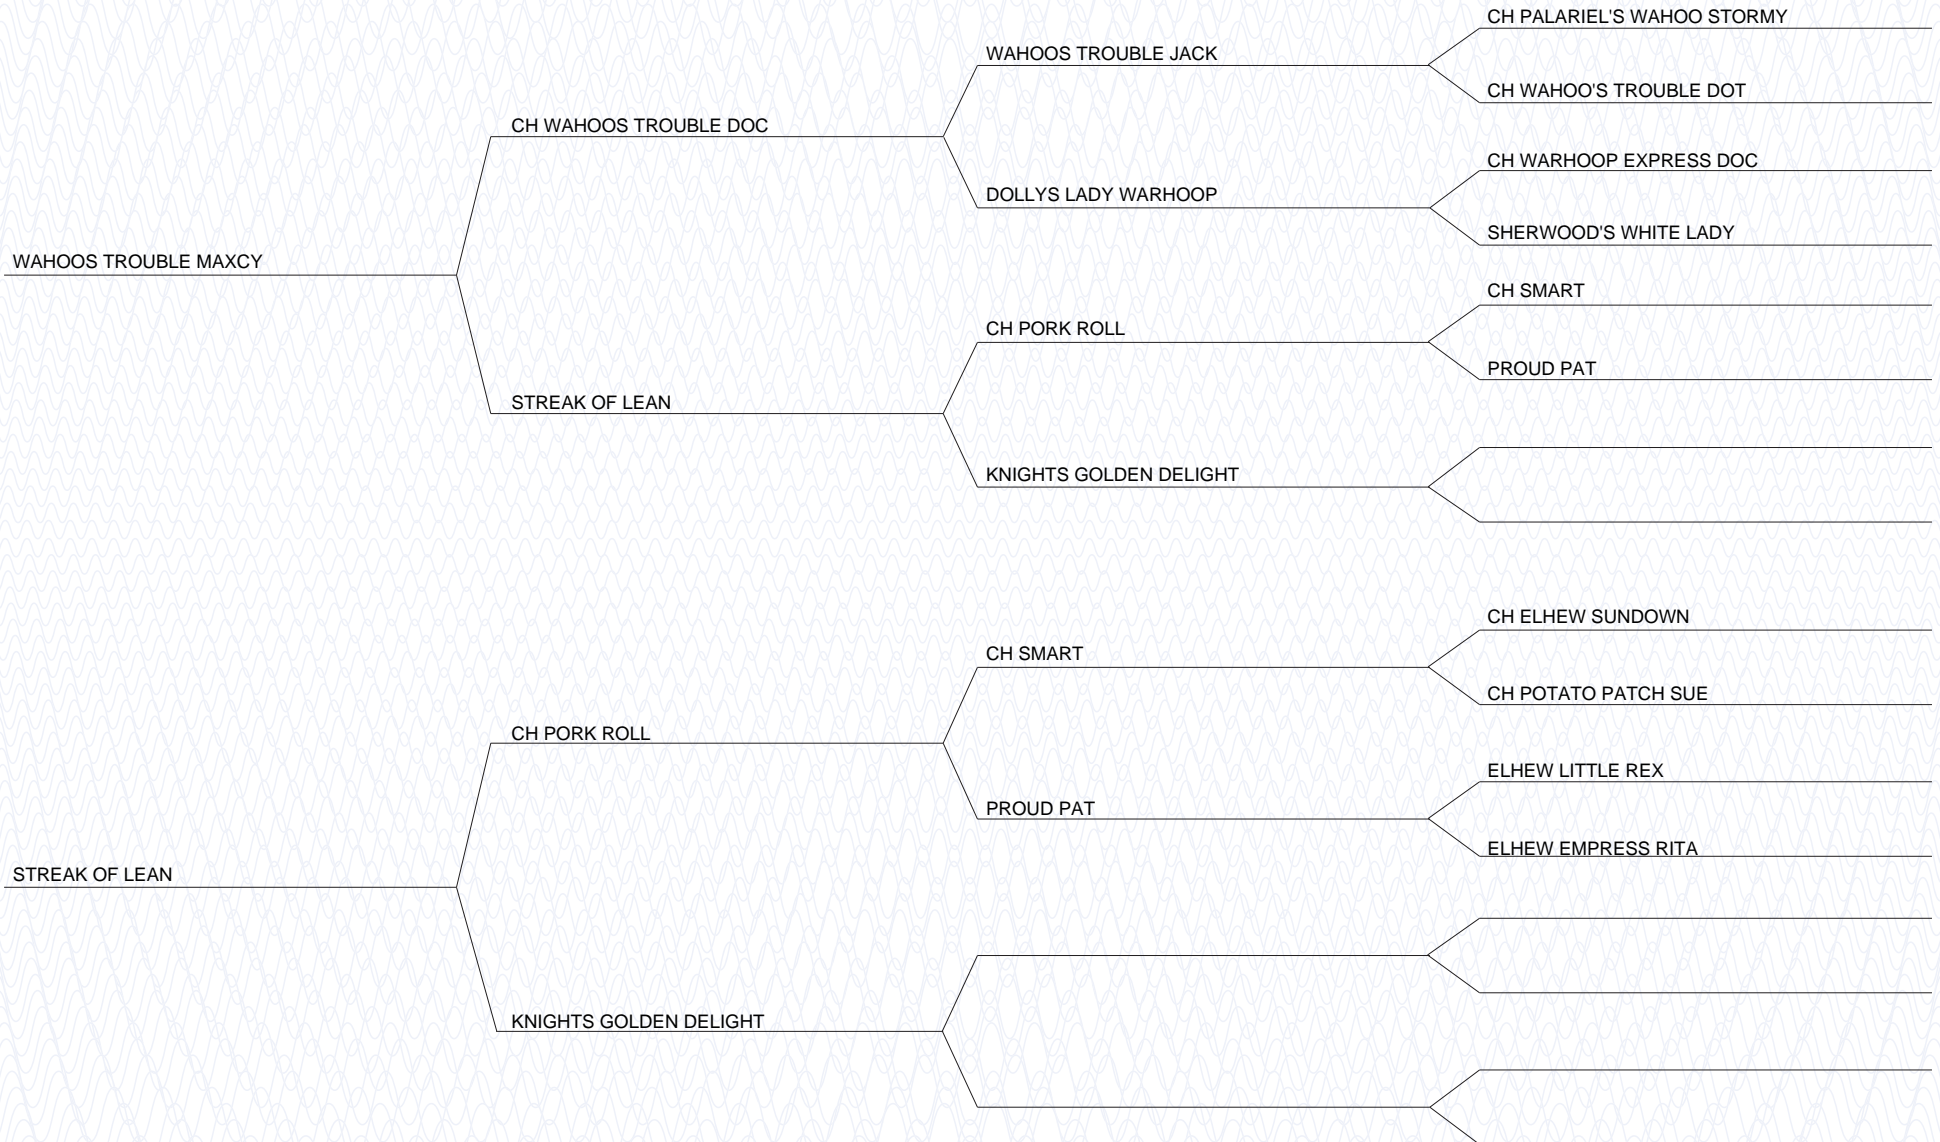 CH PALARIEL'S WAHOO STORMY
WAHOOS TROUBLE JACK
CH WAHOO'S TROUBLE DOT
CH WAHOOS TROUBLE DOC
CH WARHOOP EXPRESS DOC
DOLLYS LADY WARHOOP
SHERWOOD'S WHITE LADY
WAHOOS TROUBLE MAXCY
CH SMART
CH PORK ROLL
PROUD PAT
STREAK OF LEAN
KNIGHTS GOLDEN DELIGHT
CH ELHEW SUNDOWN
CH SMART
CH POTATO PATCH SUE
CH PORK ROLL
ELHEW LITTLE REX
PROUD PAT
ELHEW EMPRESS RITA
STREAK OF LEAN
KNIGHTS GOLDEN DELIGHT